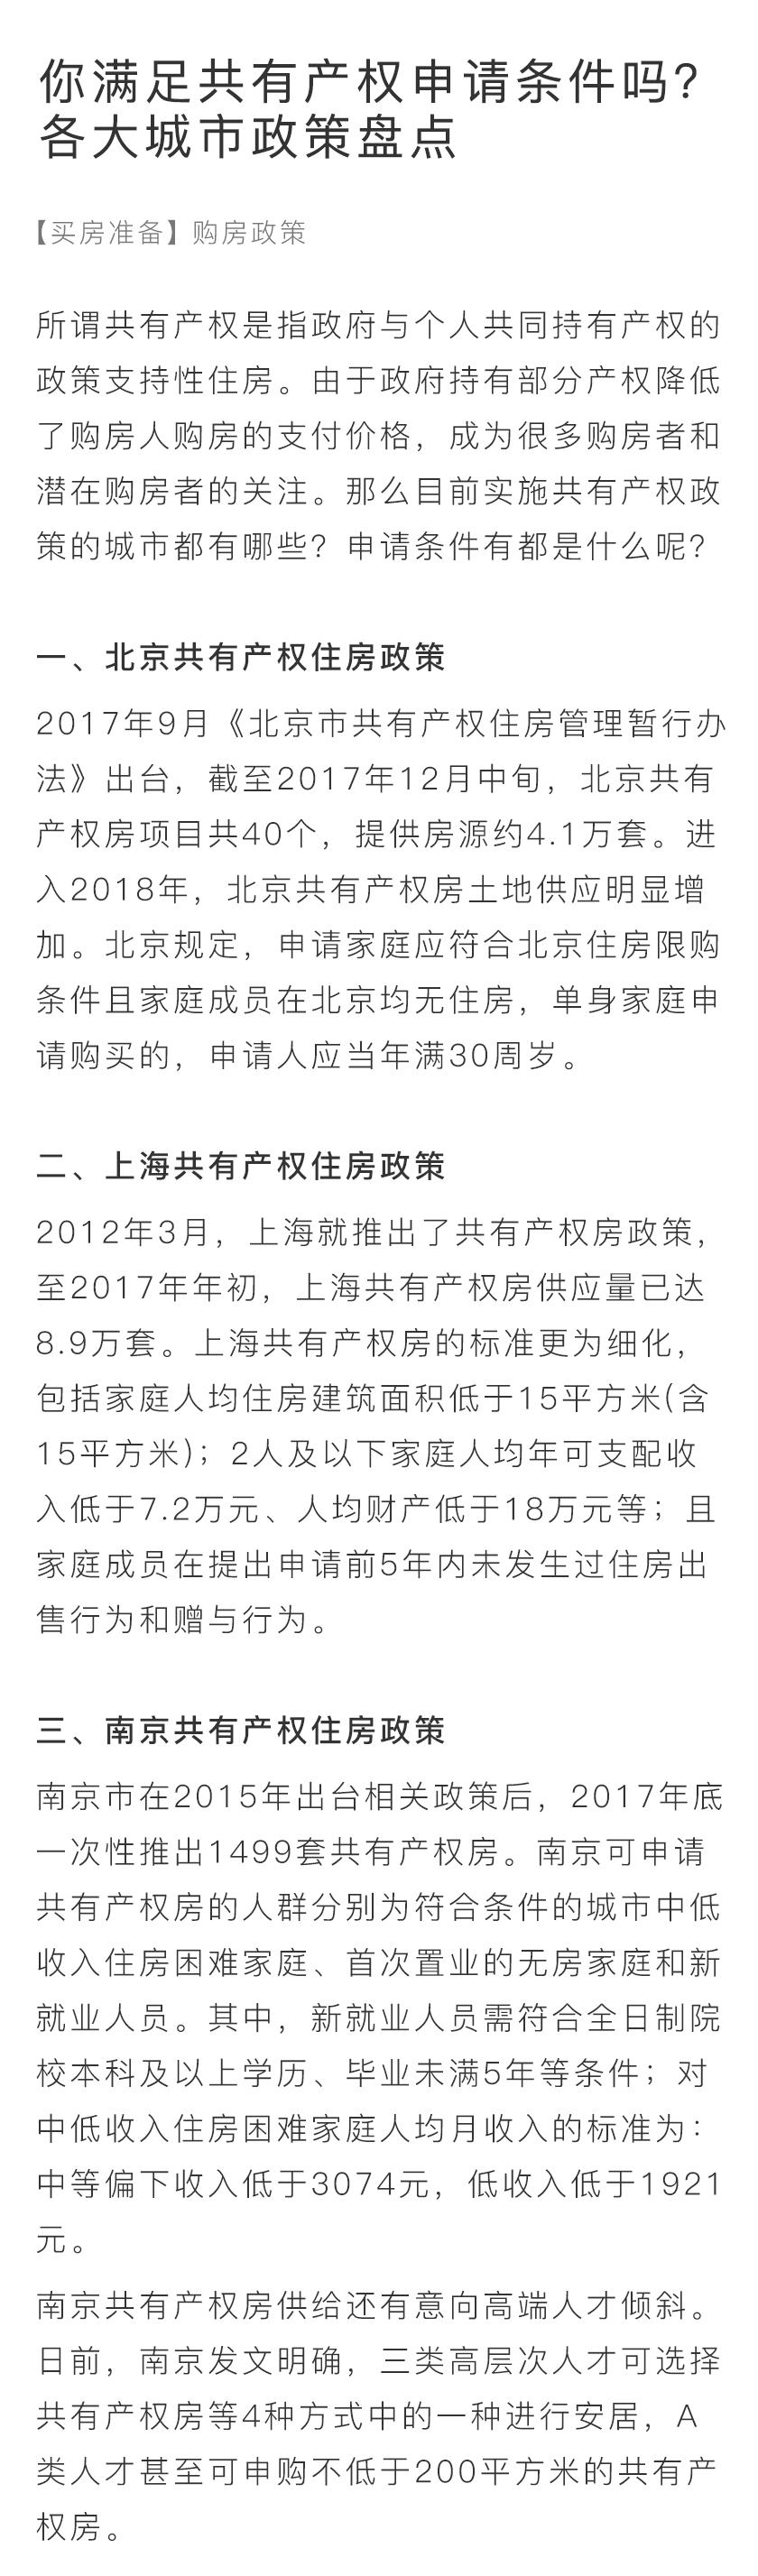 你满足共有产权申请条件吗？
各大城市政策盘点
【买房准备】购房政策
所谓共有产权是指政府与个人共同持有产权的
政策支持性住房。由于政府持有部分产权降低
了购房人购房的支付价格，成为很多购房者和
潜在购房者的关注。那么目前实施共有产权政
策的城市都有哪些？申请条件有都是什么呢？
一、北京共有产权住房政策
2017年9月《北京市共有产权住房管理暂行办
法》出台，截至2017年12月中旬，北京共有
产权房项目共40个，提供房源约4.1万套。进
入2018年，北京共有产权房土地供应明显增
加。北京规定，申请家庭应符合北京住房限购
条件且家庭成员在北京均无住房，单身家庭申
请购买的，申请人应当年满30周岁。
二、上海共有产权住房政策
2012年3月，上海就推出了共有产权房政策，
至2017年年初，上海共有产权房供应量已达
8.9万套。上海共有产权房的标准更为细化，
包括家庭人均住房建筑面积低于15平方米(含
15平方米)；2人及以下家庭人均年可支配收
入低于7.2万元、人均财产低于18万元等；且
家庭成员在提出申请前5年内未发生过住房出
售行为和赠与行为。
三、南京共有产权住房政策
南京市在2015年出台相关政策后，2017年底
一次性推出1499套共有产权房。南京可申请
共有产权房的人群分别为符合条件的城市中低
收入住房困难家庭、首次置业的无房家庭和新
就业人员。其中，新就业人员需符合全日制院
校本科及以上学历、毕业未满5年等条件；对
中低收入住房困难家庭人均月收入的标准为：
中等偏下收入低于3074元，低收入低于1921
元。
南京共有产权房供给还有意向高端人才倾斜。
日前，南京发文明确，三类高层次人才可选择
共有产权房等4种方式中的一种进行安居，A
类人才甚至可申购不低于200平方米的共有产
权房。